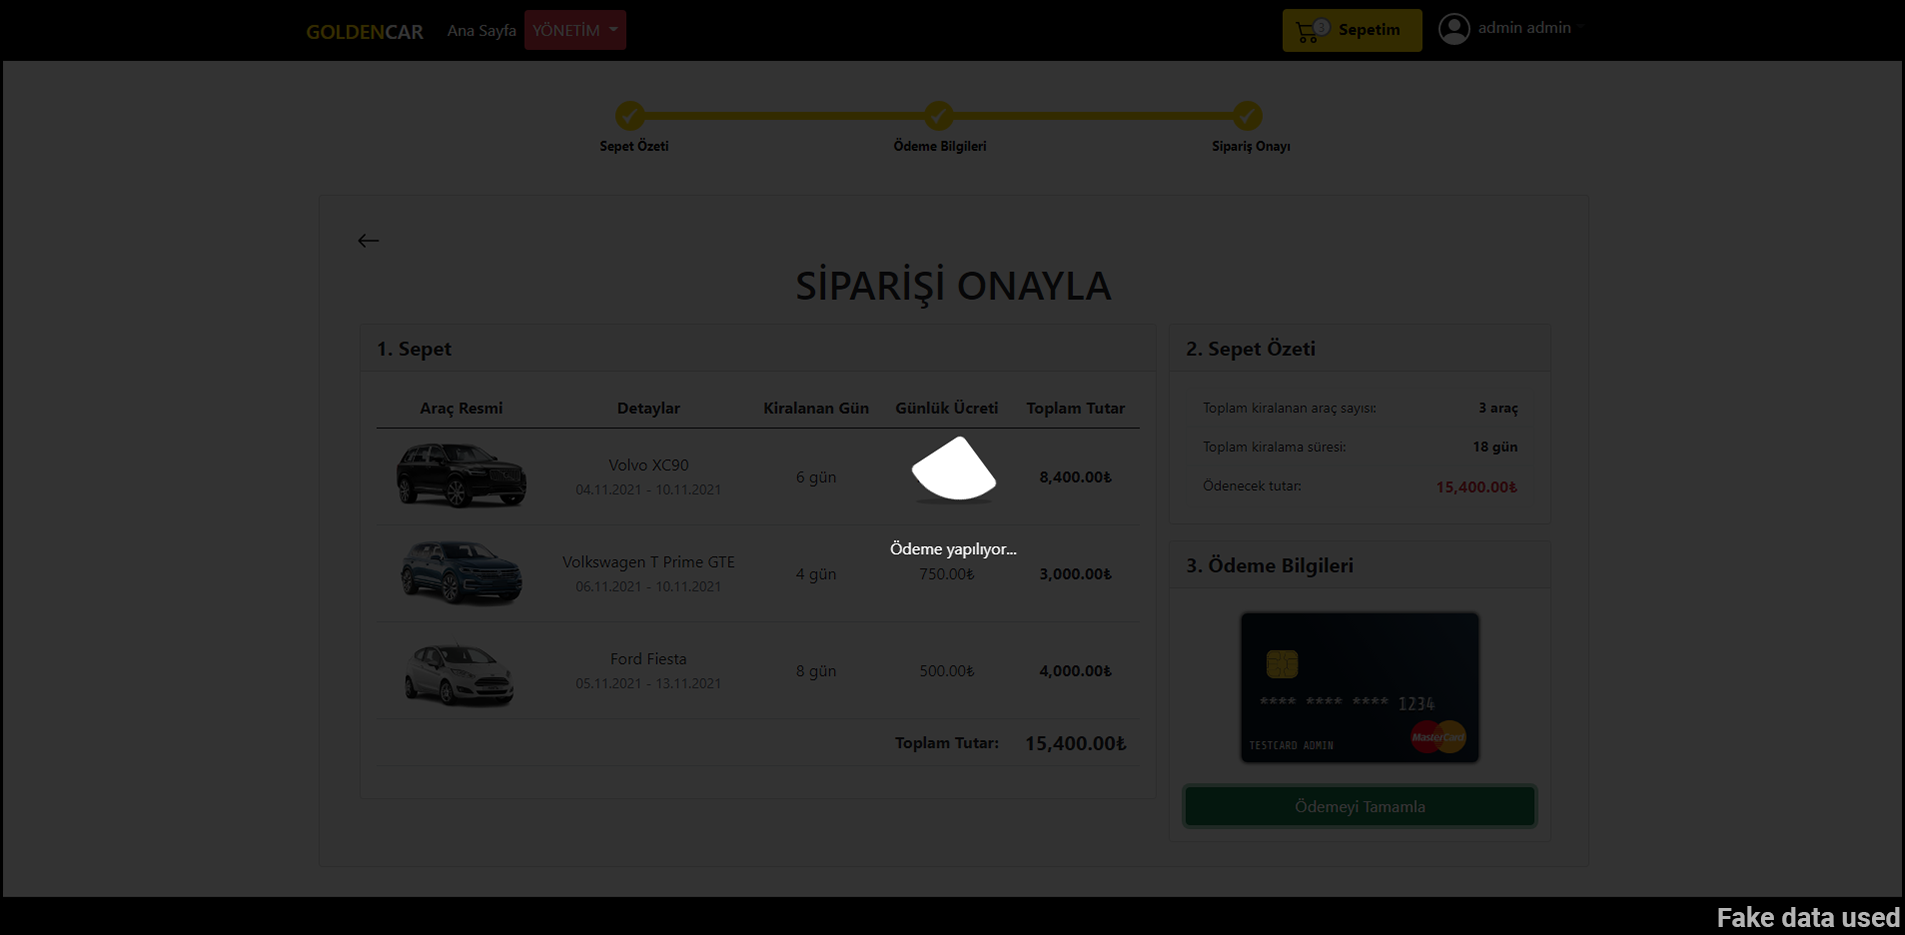 GOLDENCAR Ana Sayfa YÖNETİM 3 Sepetim admin admin
Sepet Özeti Ödeme Bilgileri Sipariş Onayı
SİPARİŞİ ONAYLA
1. Sepet
Araç Resmi Detaylar Kiralanan Gün Günlük Ücreti Toplam Tutar
Volvo XC90
04.11.2021 - 10.11.2021
6 gün 8,400.00₺
Volkswagen T Prime GTE
06.11.2021 - 10.11.2021
4 gün 750.00₺ 3,000.00₺
Ford Fiesta
05.11.2021 - 13.11.2021
8 gün 500.00₺ 4,000.00₺
Toplam Tutar: 15,400.00₺
Ödeme yapılıyor...
2. Sepet Özeti
Toplam kiralanan araç sayısı: 3 araç
Toplam kiralama süresi: 18 gün
Ödenecek tutar: 15,400.00₺
3. Ödeme Bilgileri
**** **** **** 1234
TESTCARD ADMIN
MasterCard
Ödemeyi Tamamla
Fake data used